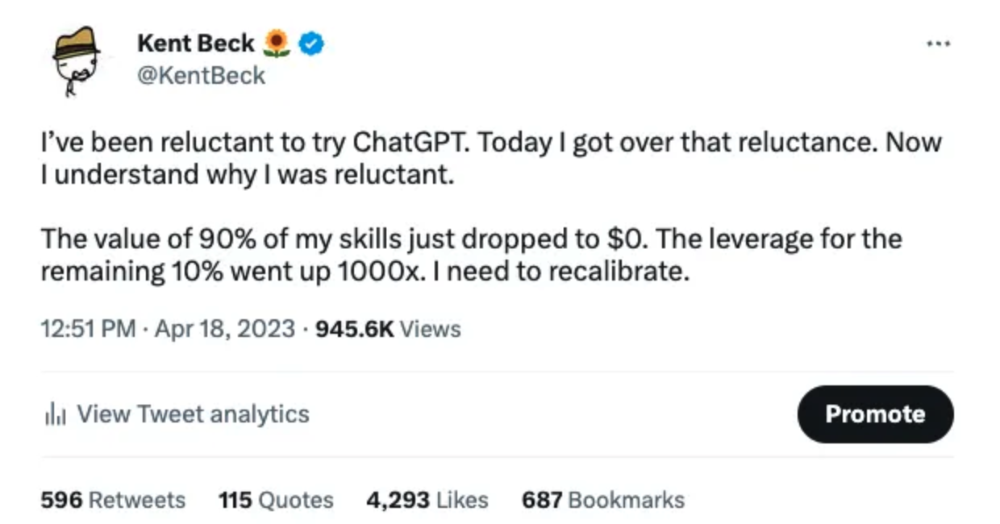 Kent Beck 🌻
@KentBeck
I’ve been reluctant to try ChatGPT. Today I got over that reluctance. Now
I understand why I was reluctant.
The value of 90% of my skills just dropped to $0. The leverage for the
remaining 10% went up 1000x. I need to recalibrate.
12:51 PM · Apr 18, 2023 · 945.6K Views
View Tweet analytics
Promote
596 Retweets 115 Quotes 4,293 Likes 687 Bookmarks